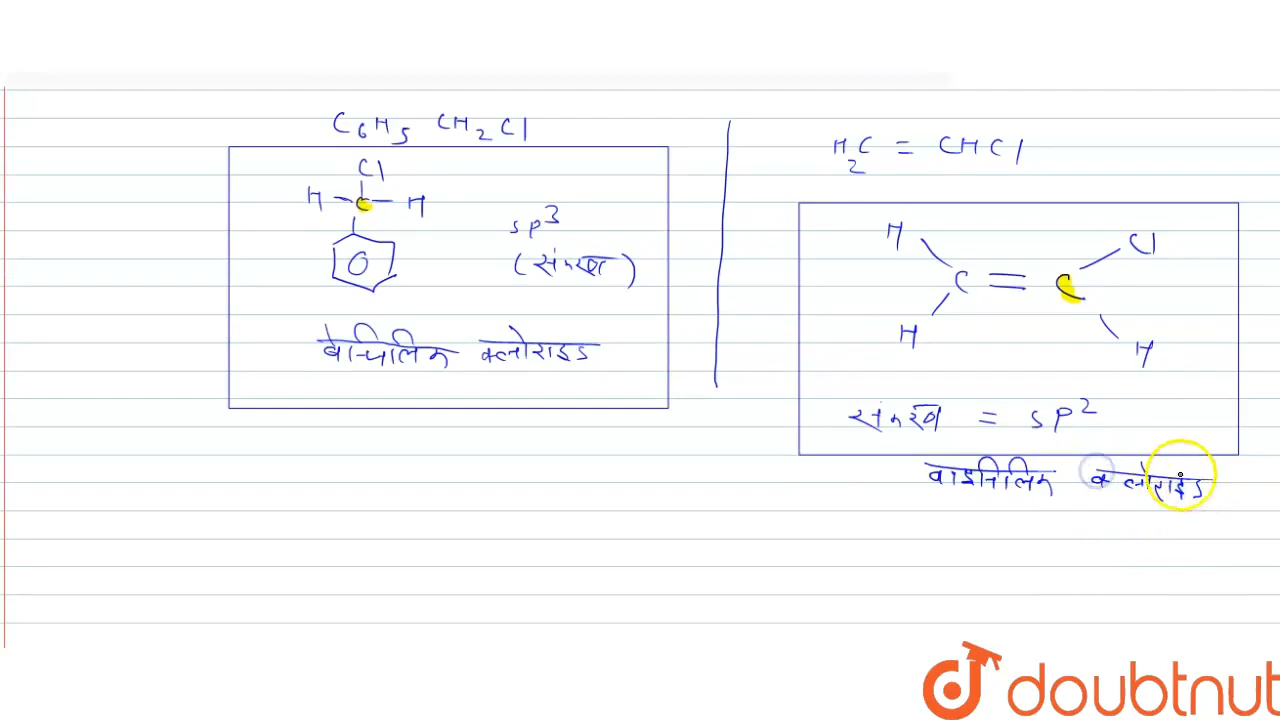 C6H5 CH2Cl
Cl
H - C - H
sp3
(संकरण)
बेन्जिलिक क्लोराइड
H2C = CHCl
H
Cl
C = C
H
H
संकरण = sp2
वाइनिलिक क्लोराइड
doubtnut